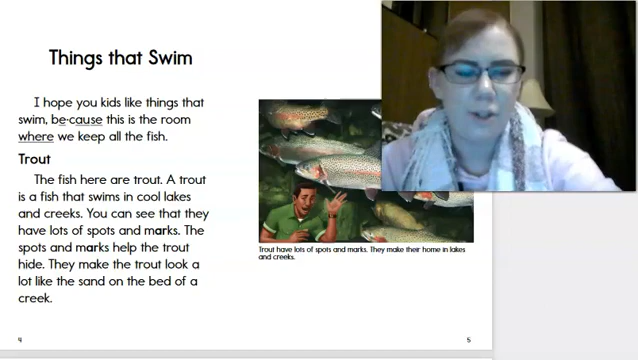 Things that Swim
I hope you kids like things that
swim, be·cause this is the room
where we keep all the fish.
Trout
The fish here are trout. A trout
is a fish that swims in cool lakes
and creeks. You can see that they
have lots of spots and marks. The
spots and marks help the trout
hide. They make the trout look a
lot like the sand on the bed of a
creek.
4
Trout have lots of spots and marks. They make their home in lakes
and creeks.
5